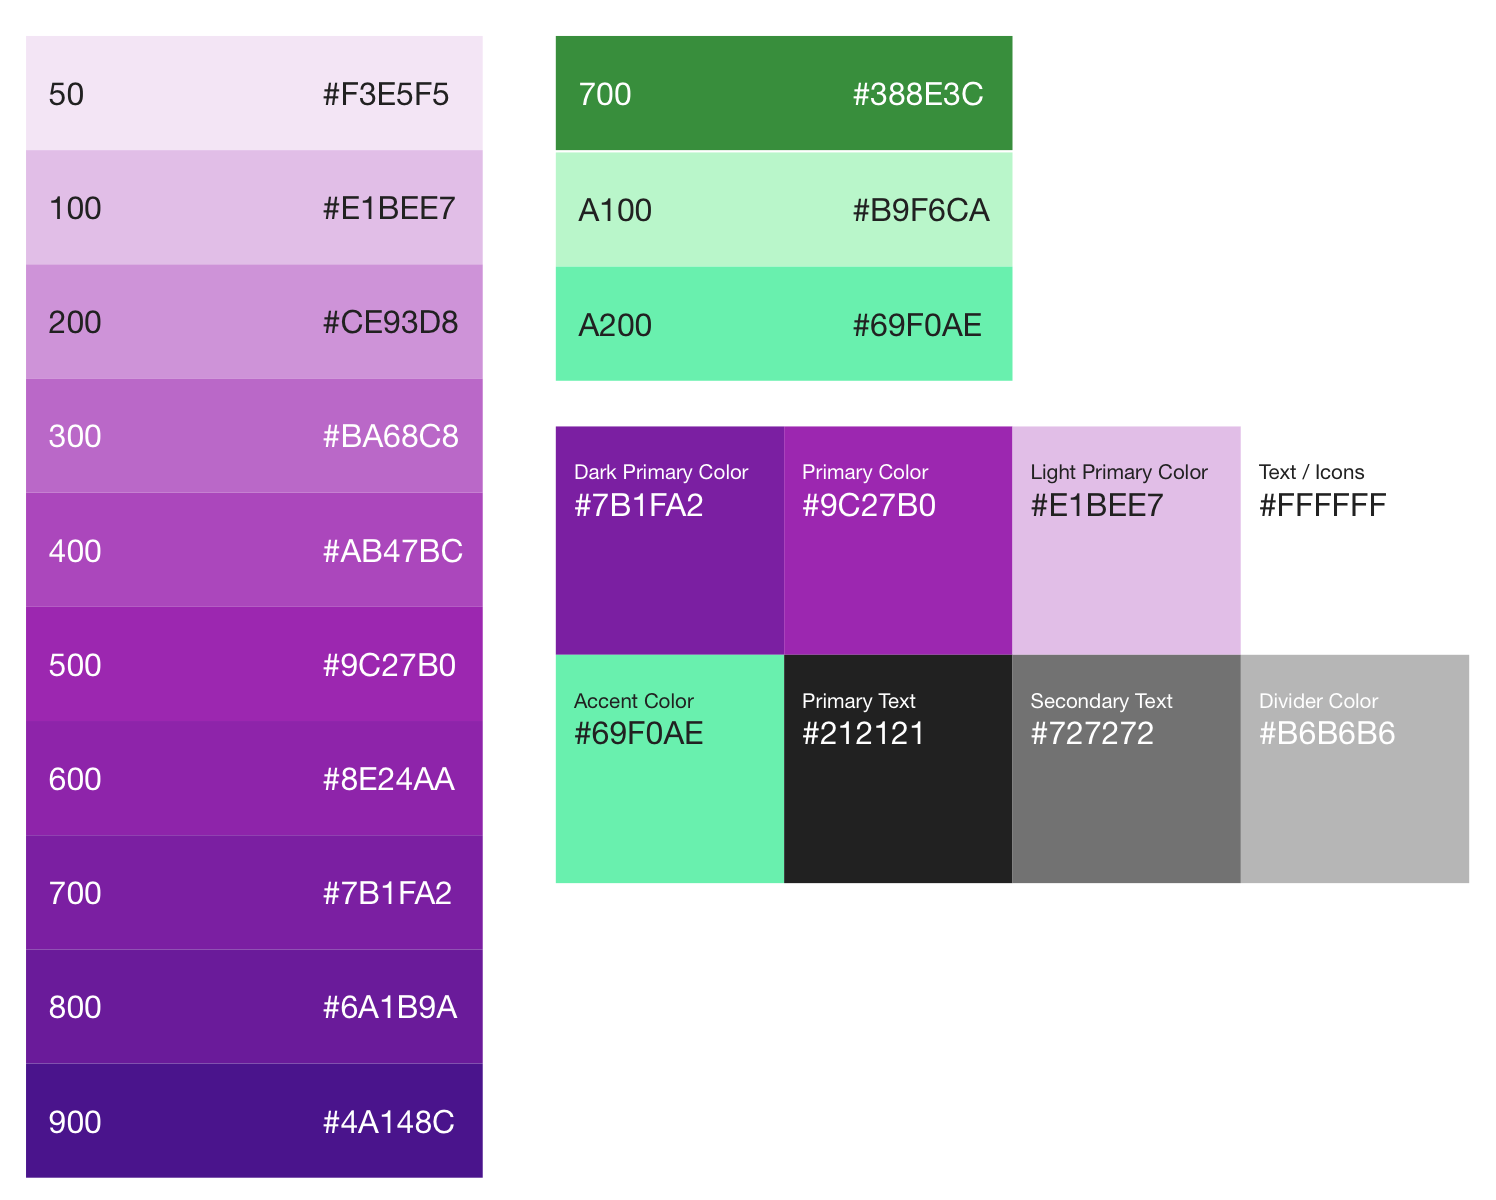 50 #F3E5F5
100 #E1BEE7
200 #CE93D8
300 #BA68C8
400 #AB47BC
500 #9C27B0
600 #8E24AA
700 #7B1FA2
800 #6A1B9A
900 #4A148C
700 #388E3C
A100 #B9F6CA
A200 #69F0AE
Dark Primary Color
#7B1FA2
Primary Color
#9C27B0
Light Primary Color
#E1BEE7
Text / Icons
#FFFFFF
Accent Color
#69F0AE
Primary Text
#212121
Secondary Text
#727272
Divider Color
#B6B6B6